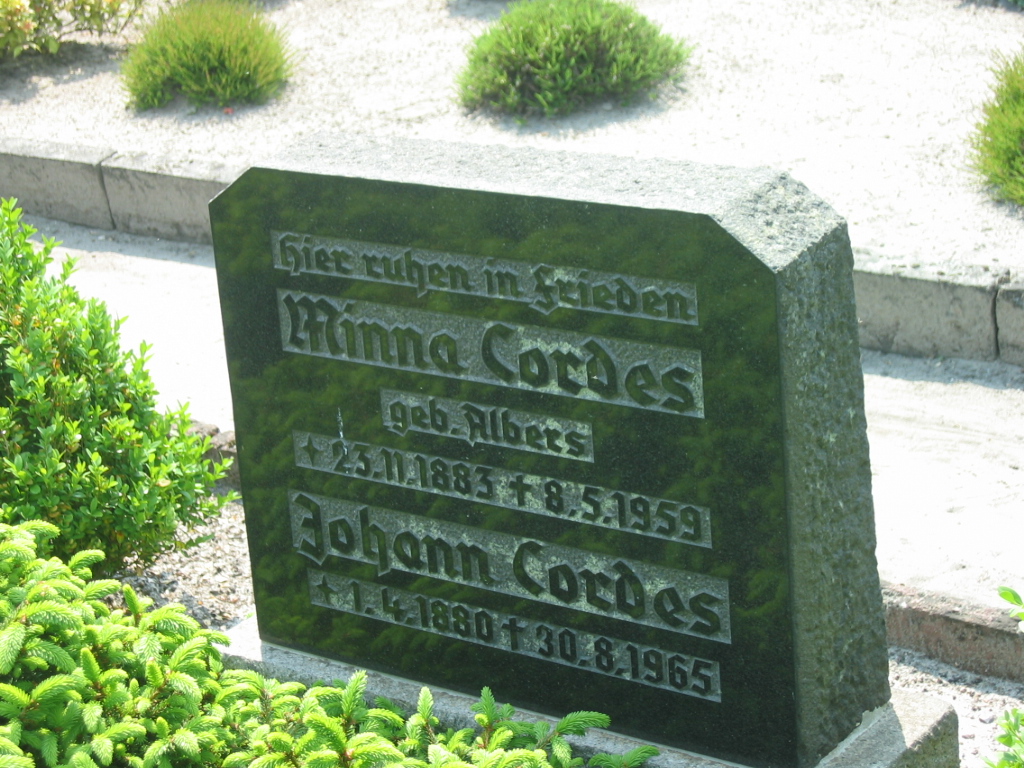 Hier ruhen in Frieden
Minna Cordes
geb. Albers
+ 23.11.1883 † 8.5.1959
Johann Cordes
+ 1.4.1880 † 30.8.1965